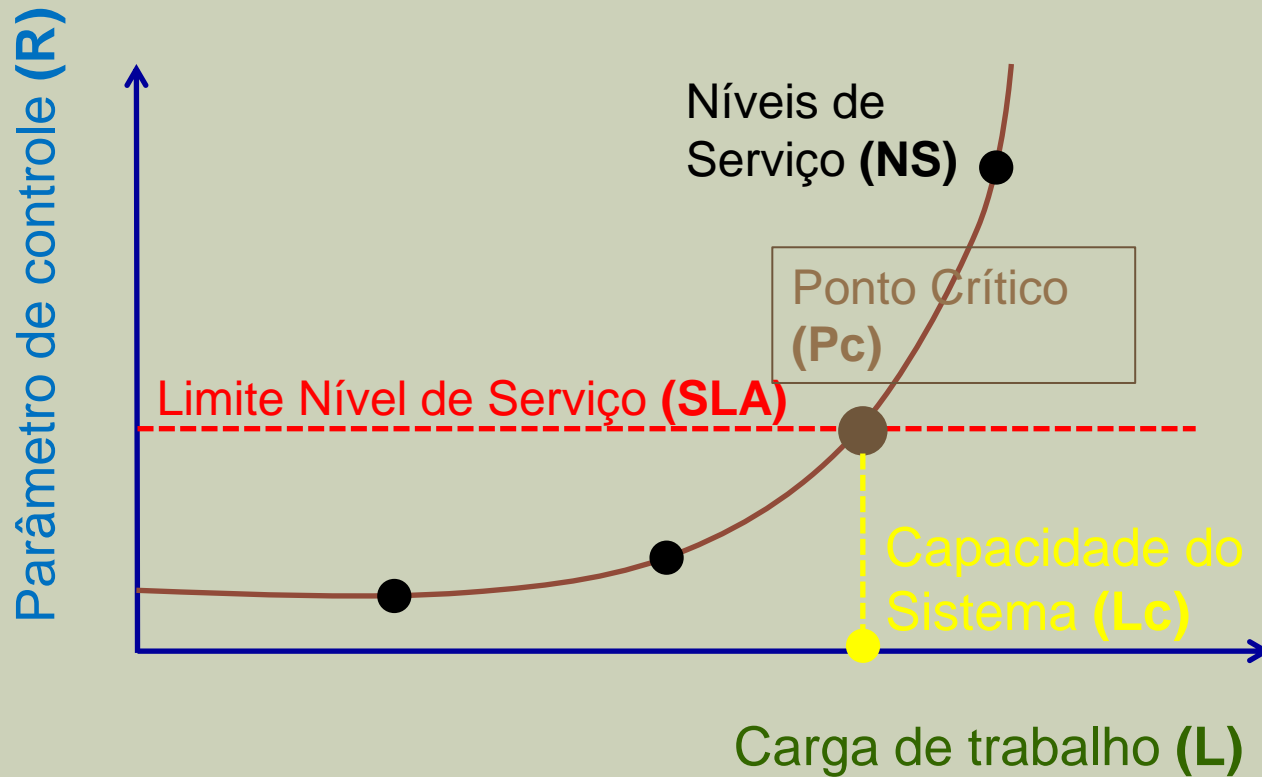 Parâmetro de controle (R)
Níveis de
Serviço (NS)
Ponto Crítico
(Pc)
Limite Nível de Serviço (SLA)
Capacidade do
Sistema (Lc)
Carga de trabalho (L)